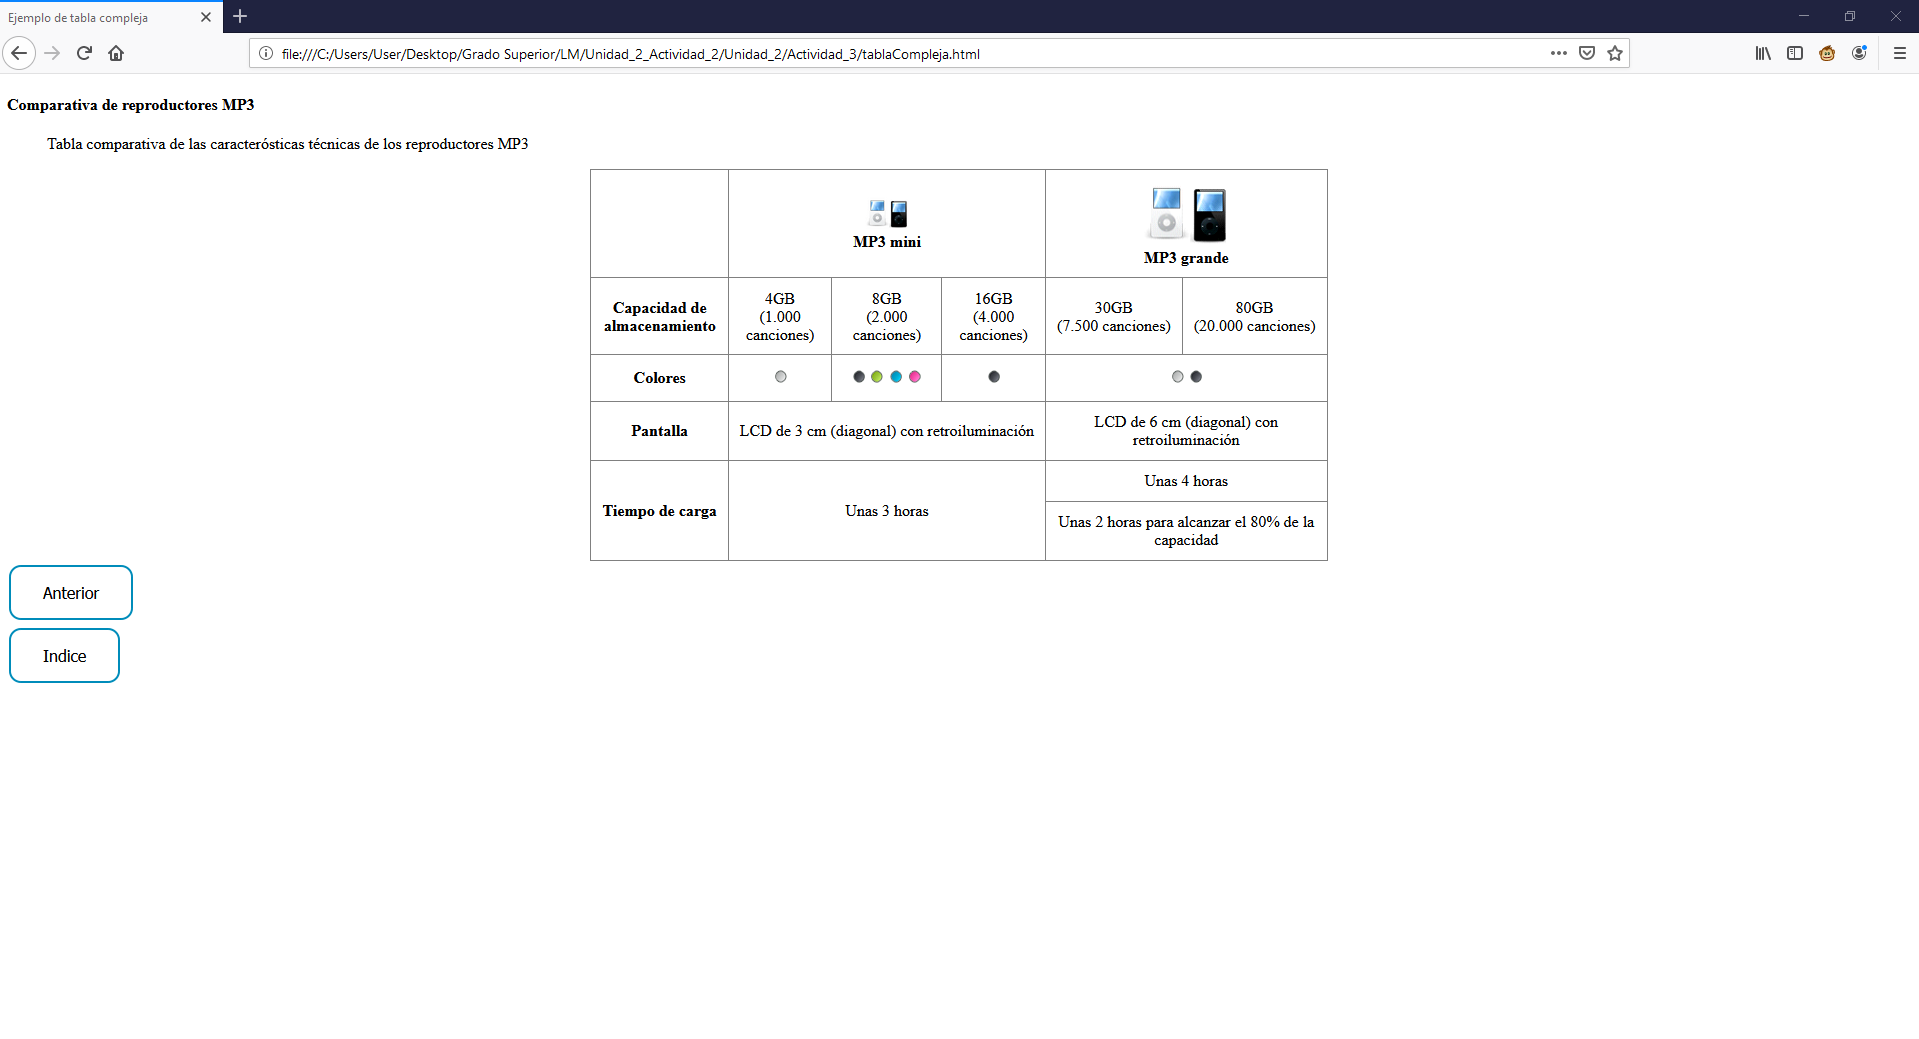 Ejemplo de tabla compleja
file:///C:/Users/User/Desktop/Grado Superior/LM/Unidad_2_Actividad_2/Unidad_2/Actividad_3/tablaCompleja.html
Comparativa de reproductores MP3
Tabla comparativa de las caracterósticas técnicas de los reproductores MP3
MP3 mini
MP3 grande
Capacidad de
almacenamiento
4GB
(1.000
canciones)
8GB
(2.000
canciones)
16GB
(4.000
canciones)
30GB
(7.500 canciones)
80GB
(20.000 canciones)
Colores
Pantalla
LCD de 3 cm (diagonal) con retroiluminación
LCD de 6 cm (diagonal) con
retroiluminación
Tiempo de carga
Unas 3 horas
Unas 4 horas
Unas 2 horas para alcanzar el 80% de la
capacidad
Anterior
Indice